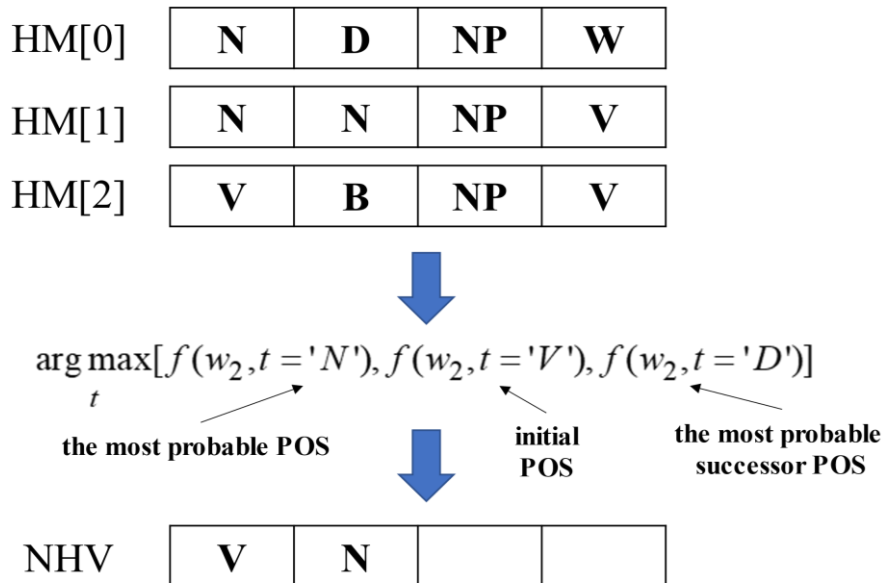 HM[0] N D NP W
HM[1] N N NP V
HM[2] V B NP V
arg max[f(w₂,t='N'),f(w₂,t='V'),f(w₂,t='D')]
t
the most probable POS
initial
POS
the most probable
successor POS
NHV V N